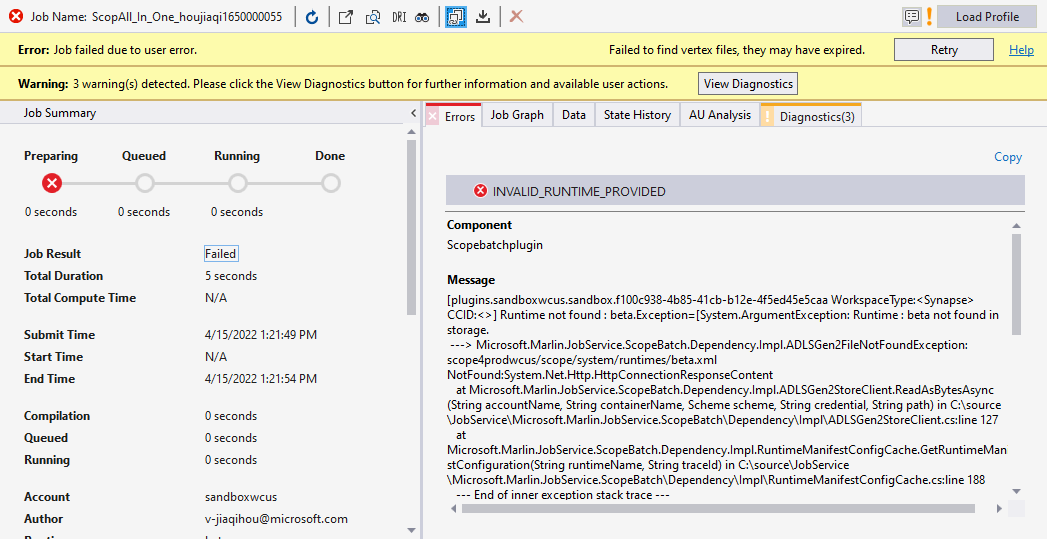 Job Name: ScopAll_In_One_houjiaqi1650000055
DRI
Load Profile
Error: Job failed due to user error.
Failed to find vertex files, they may have expired.
Retry
Help
Warning: 3 warning(s) detected. Please click the View Diagnostics button for further information and available user actions.
View Diagnostics
Job Summary
Preparing Queued Running Done
0 seconds 0 seconds 0 seconds
Job Result Failed
Total Duration 5 seconds
Total Compute Time N/A
Submit Time 4/15/2022 1:21:49 PM
Start Time N/A
End Time 4/15/2022 1:21:54 PM
Compilation 0 seconds
Queued 0 seconds
Running 0 seconds
Account sandboxwcus
Author v-jiaqihou@microsoft.com
Errors Job Graph Data State History AU Analysis Diagnostics(3)
Copy
INVALID_RUNTIME_PROVIDED
Component
Scopebatchplugin
Message
[plugins.sandboxwcus.sandbox.f100c938-4b85-41cb-b12e-4f5ed45e5caa WorkspaceType:<Synapse>
CCID:<>] Runtime not found : beta.Exception=[System.ArgumentException: Runtime : beta not found in
storage.
---> Microsoft.Marlin.JobService.ScopeBatch.Dependency.Impl.ADLSGen2FileNotFoundException:
scope4prodwcus/scope/system/runtimes/beta.xml
NotFound:System.Net.Http.HttpConnectionResponseContent
at Microsoft.Marlin.JobService.ScopeBatch.Dependency.Impl.ADLSGen2StoreClient.ReadAsBytesAsync
(String accountName, String containerName, Scheme scheme, String credential, String path) in C:\source
\JobService\Microsoft.Marlin.JobService.ScopeBatch\Dependency\Impl\ADLSGen2StoreClient.cs:line 127
at
Microsoft.Marlin.JobService.ScopeBatch.Dependency.Impl.RuntimeManifestConfigCache.GetRuntimeMani
stConfiguration(String runtimeName, String traceId) in C:\source\JobService
\Microsoft.Marlin.JobService.ScopeBatch\Dependency\Impl\RuntimeManifestConfigCache.cs:line 188
--- End of inner exception stack trace ---